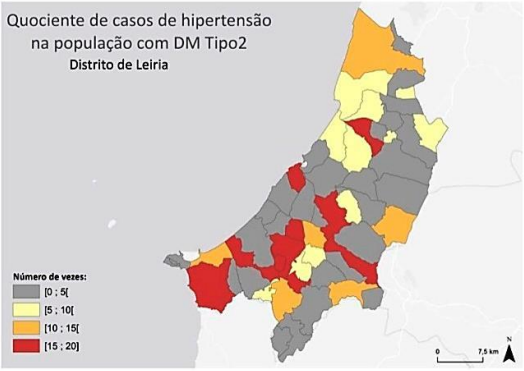 Quociente de casos de hipertensão
na população com DM Tipo2
Distrito de Leiria
Número de vezes:
[0 ; 5[
[5 ; 10[
[10 ; 15[
[15 ; 20]
0 7,5 km
N